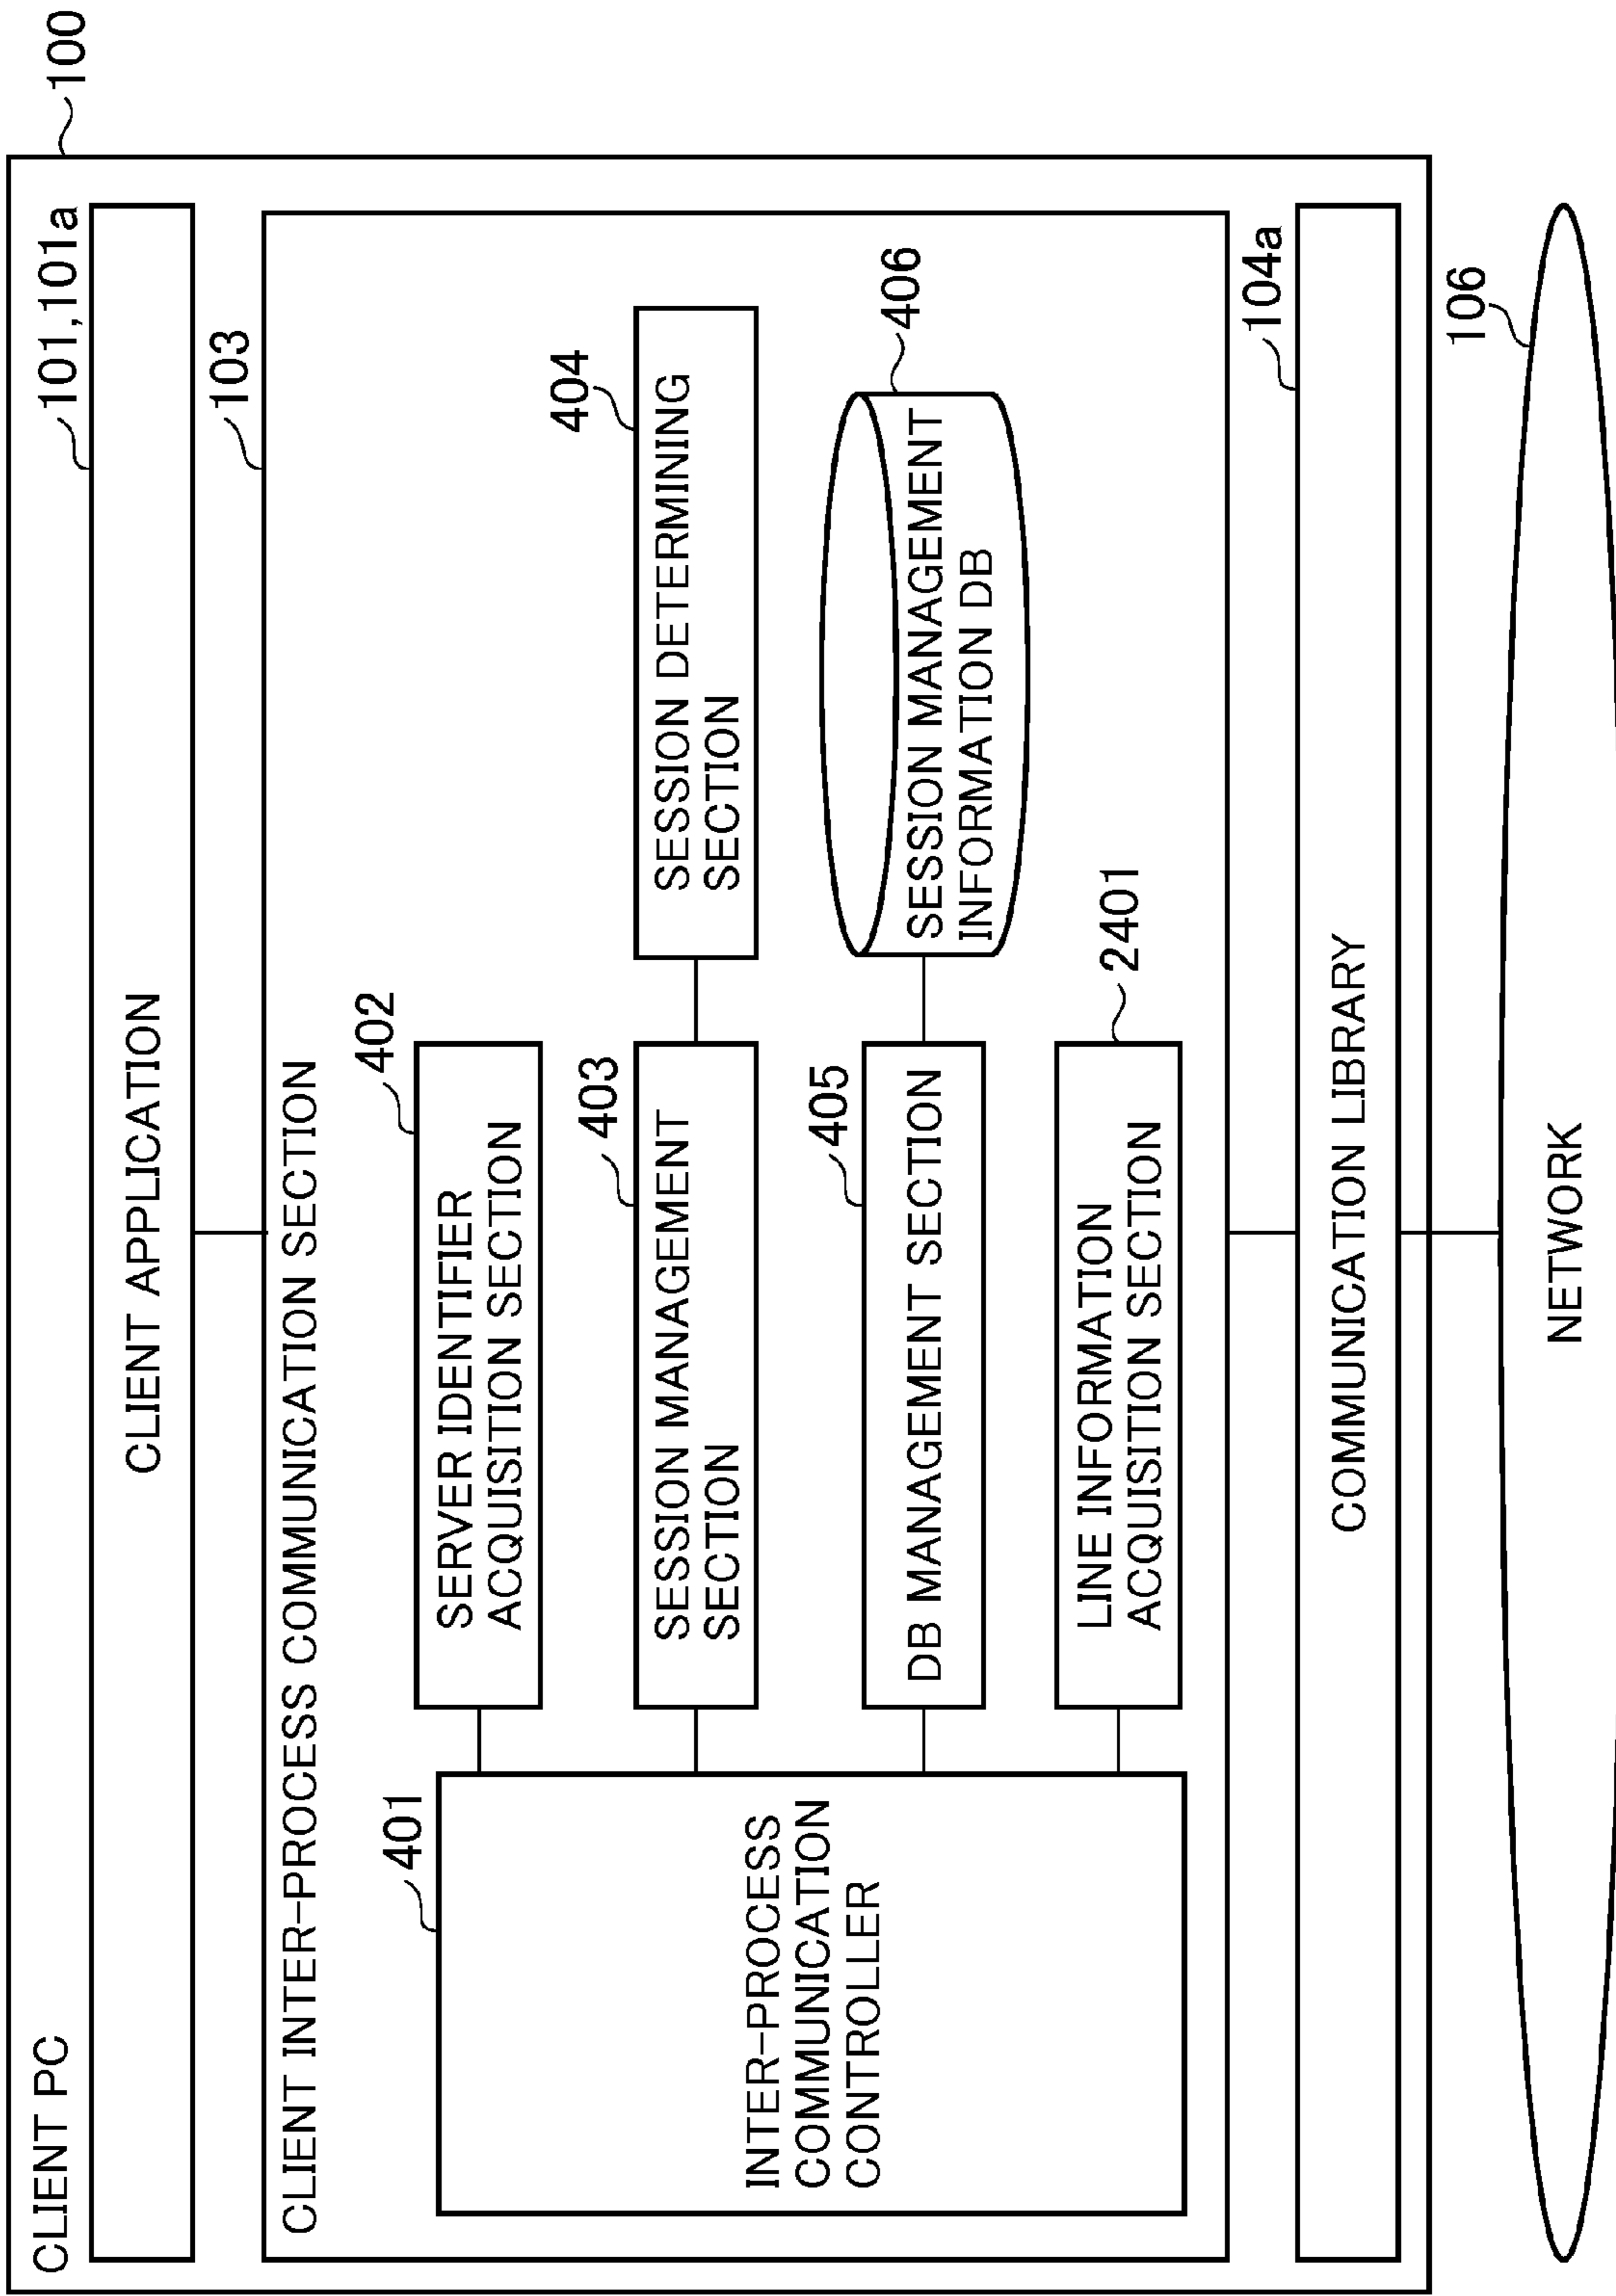 100
CLIENT PC
101,101a
CLIENT APPLICATION
103
CLIENT INTER-PROCESS COMMUNICATION SECTION
401
INTER-PROCESS
COMMUNICATION
CONTROLLER
402
SERVER IDENTIFIER
ACQUISITION SECTION
403
SESSION MANAGEMENT
SECTION
404
SESSION DETERMINING
SECTION
405
DB MANAGEMENT SECTION
406
SESSION MANAGEMENT
INFORMATION DB
2401
LINE INFORMATION
ACQUISITION SECTION
104a
COMMUNICATION LIBRARY
106
NETWORK